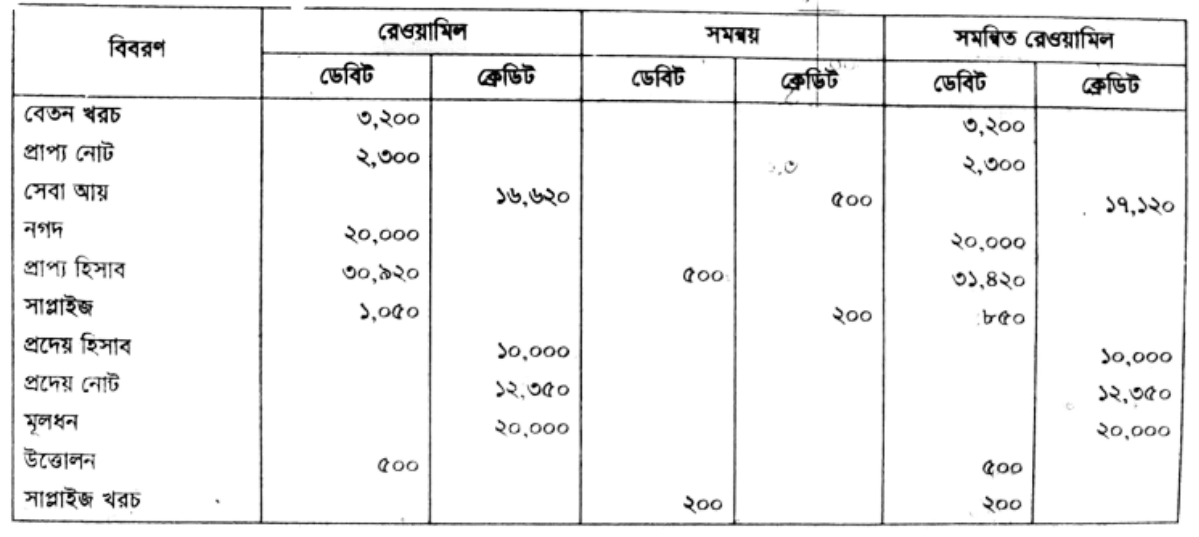 বিবরণ রেওয়ামিল সমন্বয় সমন্বিত রেওয়ামিল
ডেবিট ক্রেডিট ডেবিট ক্রেডিট ডেবিট ক্রেডিট
বেতন খরচ ৩,২০০ ৩,২০০
প্রাপ্য নোট ২,৩০০ ২,৩০০
সেবা আয় ১৬,৬২০ ৫০০ ১৭,১২০
নগদ ২০,০০০ ২০,০০০
প্রাপ্য হিসাব ৩০,৯২০ ৫০০ ৩১,৪২০
সাপ্লাইজ ১,০৫০ ২০০ ৮৫০
প্রদেয় হিসাব ১০,০০০ ১০,০০০
প্রদেয় নোট ১২,৩৫০ ১২,৩৫০
মূলধন ২০,০০০ ২০,০০০
উত্তোলন ৫০০ ৫০০
সাপ্লাইজ খরচ ২০০ ২০০